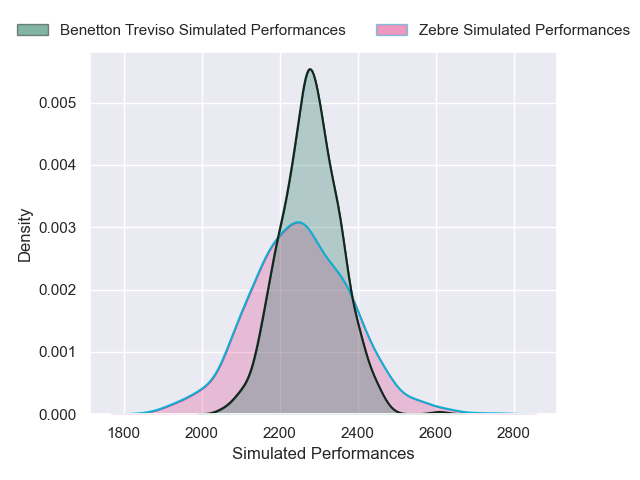 Benetton Treviso Simulated Performances
Zebre Simulated Performances
0.005
0.004
0.003
0.002
0.001
0.000
Density
1800 2000 2200 2400 2600 2800
Simulated Performances